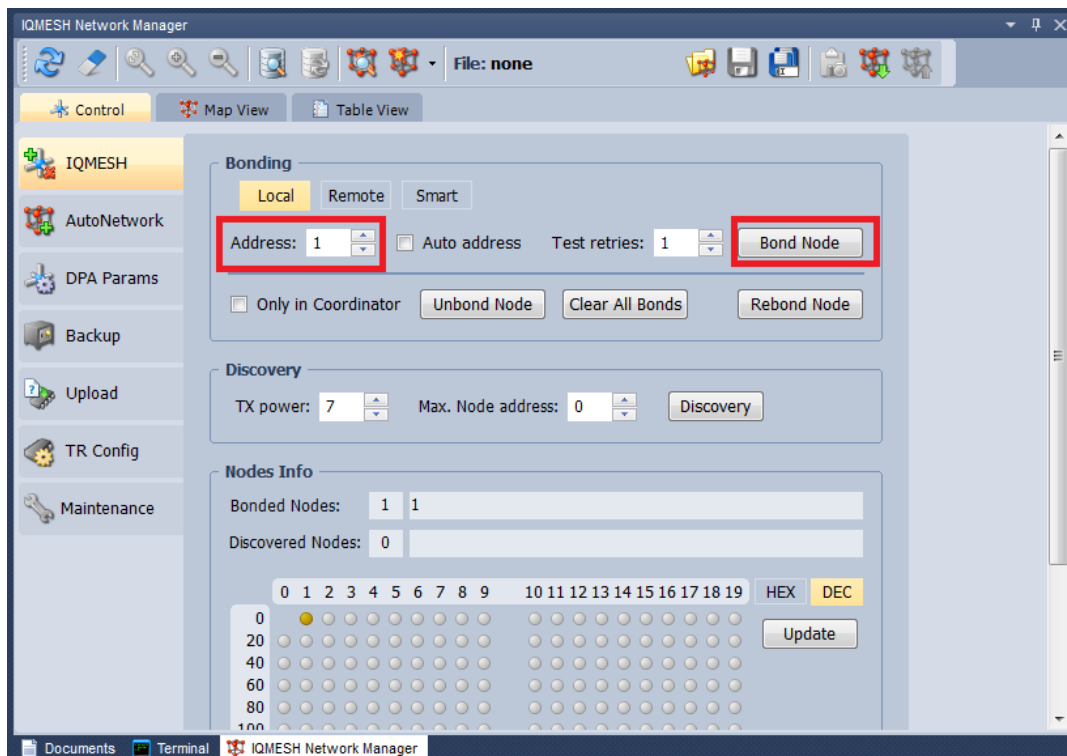 IQMESH Network Manager
File: none
Control Map View Table View
IQMESH
AutoNetwork
DPA Params
Backup
Upload
TR Config
Maintenance
Bonding
Local Remote Smart
Address: 1 Auto address Test retries: 1 Bond Node
Only in Coordinator Unbond Node Clear All Bonds Rebond Node
Discovery
TX power: 7 Max. Node address: 0 Discovery
Nodes Info
Bonded Nodes: 1 1
Discovered Nodes: 0
0 1 2 3 4 5 6 7 8 9 10 11 12 13 14 15 16 17 18 19 HEX DEC
0
20 Update
40
60
80
100
Documents Terminal IQMESH Network Manager